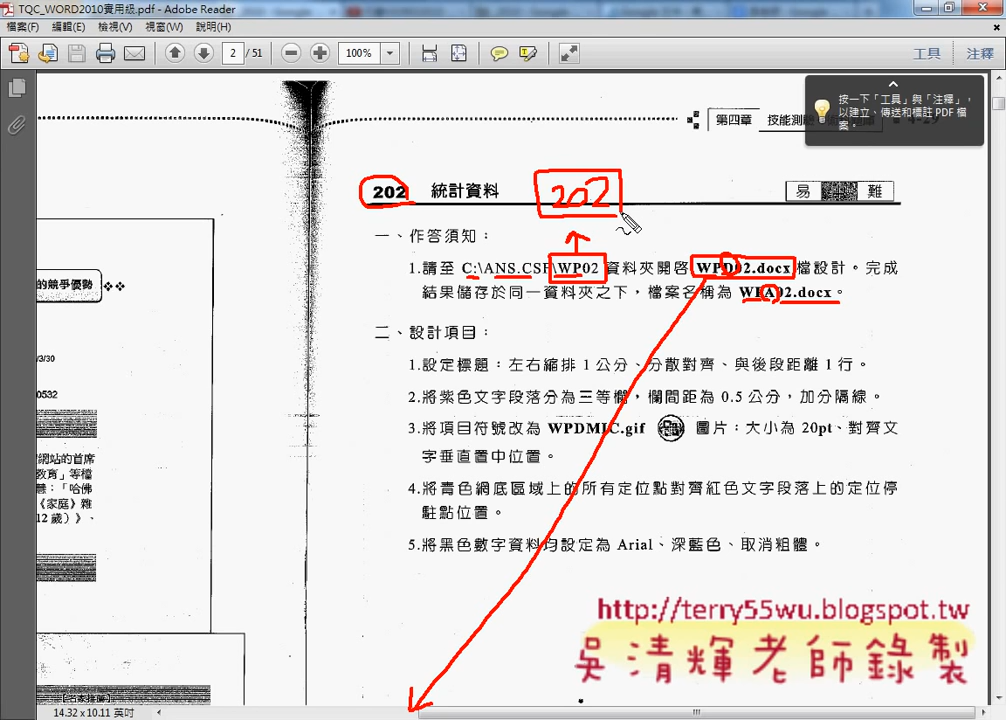 TQC_WORD2010實用級.pdf - Adobe Reader
檔案(F) 編輯(E) 檢視(V) 視窗(W) 說明(H)
2 / 51 100% 工具 注釋
按一下「工具」與「注釋」，
以建立、傳送和標註 PDF 檔
案。
第四章 技能測
202 統計資料 202 易 難
一、作答須知：
1.請至 C:\ANS.CSF\WP02 資料夾開啓 WPD02.docx 檔設計。完成
結果儲存於同一資料夾之下，檔案名稱為 WPA02.docx。
二、設計項目：
1.設定標題：左右縮排 1 公分、分散對齊、與後段距離 1 行。
2.將紫色文字段落分為三等欄，欄間距為 0.5 公分，加分隔線。
3.將項目符號改為 WPDMIC.gif 圖片：大小為 20pt、對齊文
字垂直置中位置。
4.將青色網底區域上的所有定位點對齊紅色文字段落上的定位停
駐點位置。
5.將黑色數字資料均設定為 Arial、深藍色、取消粗體。
的競爭優勢
3/30
0532
網站的首席
教育」等檔
慧：「哈佛
《家庭》雜
12 歲）》、
http://terry55wu.blogspot.tw
吳清輝老師錄製
14.32 x 10.11 英吋